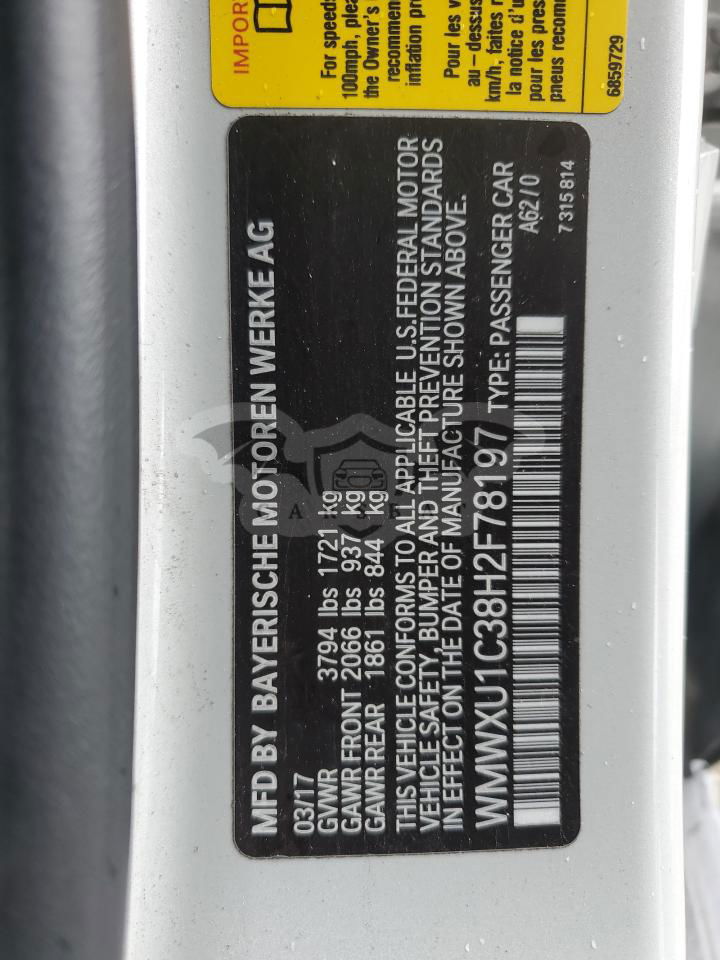 IMPOR
For speeds
100mph, plea
the Owner's
recommen
inflation pr
Pour les v
au-dessus
km/h, faites r
la notice d'u
pour les pres
pneus recom
6859729
MFD BY BAYERISCHE MOTOREN WERKE AG
03/17
GVWR 3794 lbs 1721 kg
GAWR FRONT 2066 lbs 937 kg
GAWR REAR 1861 lbs 844 kg
THIS VEHICLE CONFORMS TO ALL APPLICABLE U.S.FEDERAL MOTOR
VEHICLE SAFETY, BUMPER AND THEFT PREVENTION STANDARDS
IN EFFECT ON THE DATE OF MANUFACTURE SHOWN ABOVE.
WMWXU1C38H2F78197 TYPE: PASSENGER CAR
A62/0
7 315 814